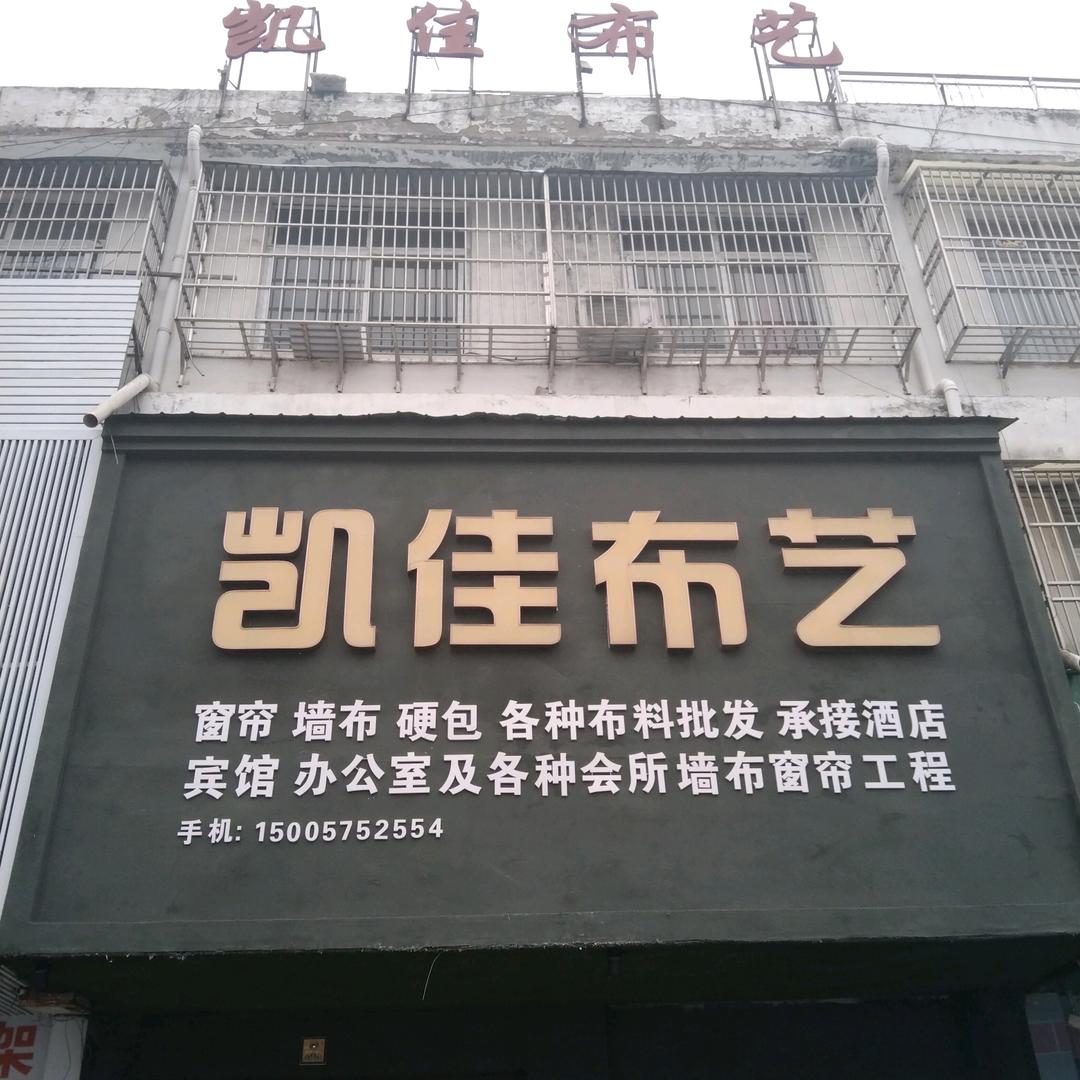 凯佳布艺
凯佳布艺
窗帘 墙布 硬包 各种布料批发 承接酒店
宾馆 办公室及各种会所墙布窗帘工程
手机: 15005752554
架